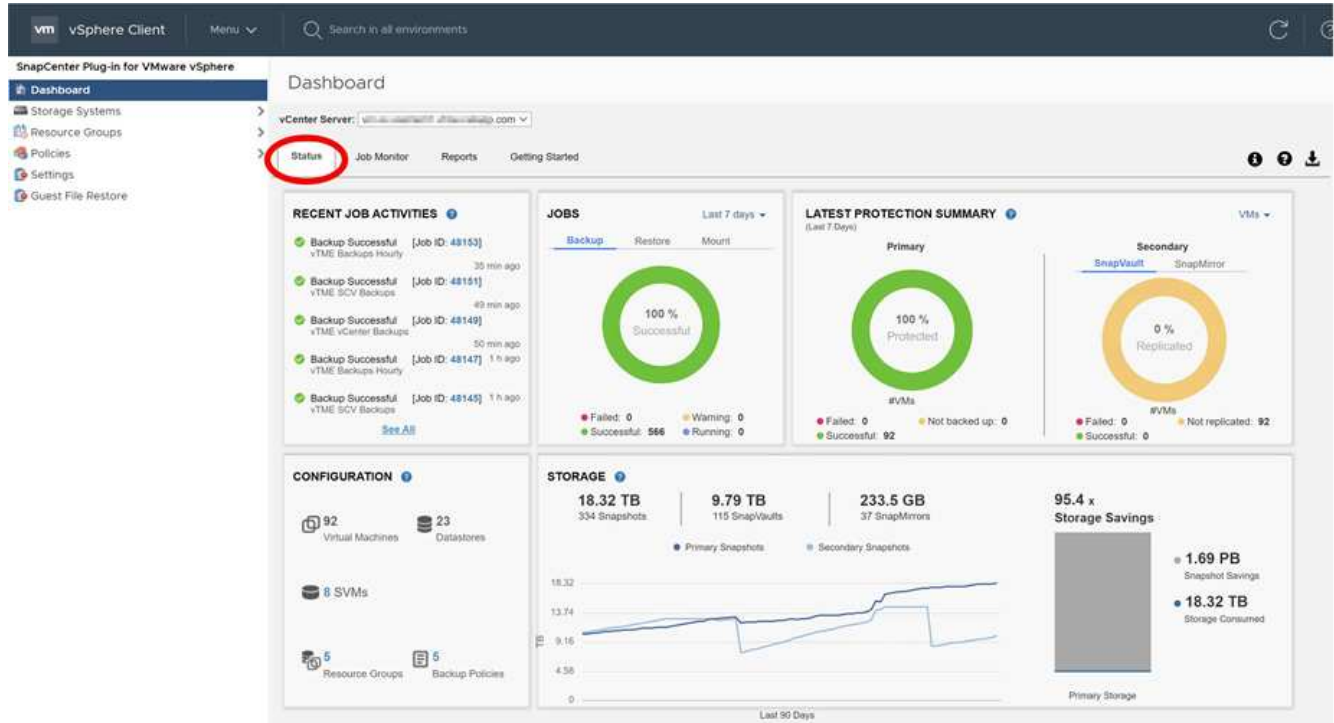 vm vSphere Client Menu Search in all environments
SnapCenter Plug-in for VMware vSphere
Dashboard
Storage Systems
Resource Groups
Policies
Settings
Guest File Restore
Dashboard
vCenter Server: .com
Status Job Monitor Reports Getting Started
RECENT JOB ACTIVITIES
Backup Successful [Job ID: 48153]
vTME Backups Hourly
35 min ago
Backup Successful [Job ID: 48151]
vTME SCV Backups
49 min ago
Backup Successful [Job ID: 48149]
vTME vCenter Backups
50 min ago
Backup Successful [Job ID: 48147] 1 h ago
vTME Backups Hourly
Backup Successful [Job ID: 48145] 1 h ago
vTME SCV Backups
See All
JOBS Last 7 days
Backup Restore Mount
100 %
Successful
Failed: 0 Warning: 0
Successful: 566 Running: 0
LATEST PROTECTION SUMMARY VMs
(Last 7 Days)
Primary
100 %
Protected
#VMs
Failed: 0 Not backed up: 0
Successful: 92
Secondary
SnapVault SnapMirror
0 %
Replicated
#VMs
Failed: 0 Not replicated: 92
Successful: 0
CONFIGURATION
92
Virtual Machines
23
Datastores
8 SVMs
5
Resource Groups
5
Backup Policies
STORAGE
18.32 TB
334 Snapshots
9.79 TB
115 SnapVaults
233.5 GB
37 SnapMirrors
Primary Snapshots Secondary Snapshots
18.32
13.74
9.16
4.58
0
TB
Last 90 Days
95.4 x
Storage Savings
1.69 PB
Snapshot Savings
18.32 TB
Storage Consumed
Primary Storage